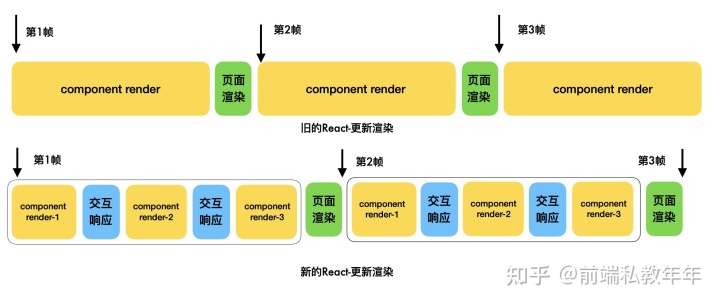 第1帧
第2帧
第3帧
component render
页面
渲染
component render
页面
渲染
component render
旧的React-更新渲染
第1帧
第2帧
第3帧
component
render-1
交互
响应
component
render-2
交互
响应
component
render-3
页面
渲染
component
render-1
交互
响应
component
render-2
交互
响应
component
render-3
页面
渲染
新的React-更新渲染
知乎 @前端私教年年